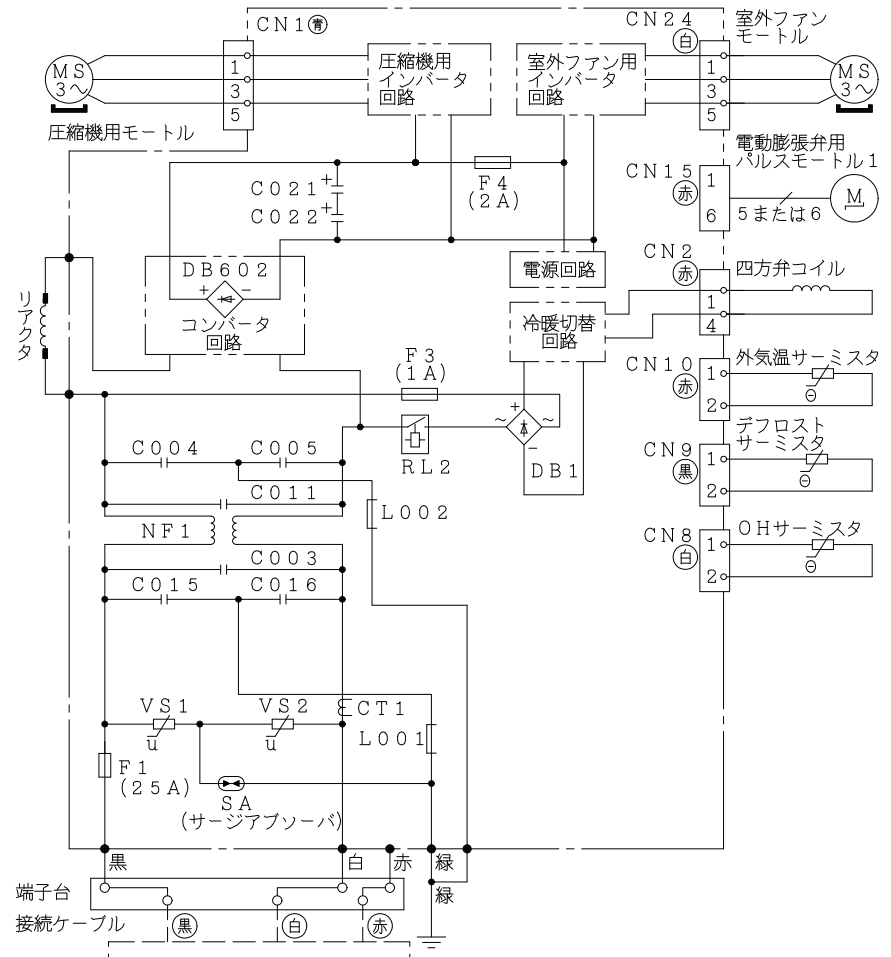 CN1 青
CN24
白
室外ファン
モートル
MS
3～
1
3
5
圧縮機用
インバータ
回路
室外ファン用
インバータ
回路
1
3
5
MS
3～
圧縮機用モートル
電動膨張弁用
パルスモートル1
CN15
赤
1
6
5または6
M
C021
C022
+
+
F4
(2A)
CN2
赤
四方弁コイル
1
4
DB602
+
−
コンバータ
回路
電源回路
冷暖切替
回路
リアクタ
F3
(1A)
CN10
赤
外気温サーミスタ
1
2
Θ
～
+
～
−
DB1
RL2
C004
C005
デフロスト
サーミスタ
CN9
黒
1
2
Θ
C011
L002
NF1
CN8
白
OHサーミスタ
1
2
Θ
C003
C015
C016
VS1
VS2
u
u
CT1
L001
F1
(25A)
SA
(サージアブソーバ)
黒
白
赤
緑
緑
端子台
接続ケーブル
黒
白
赤